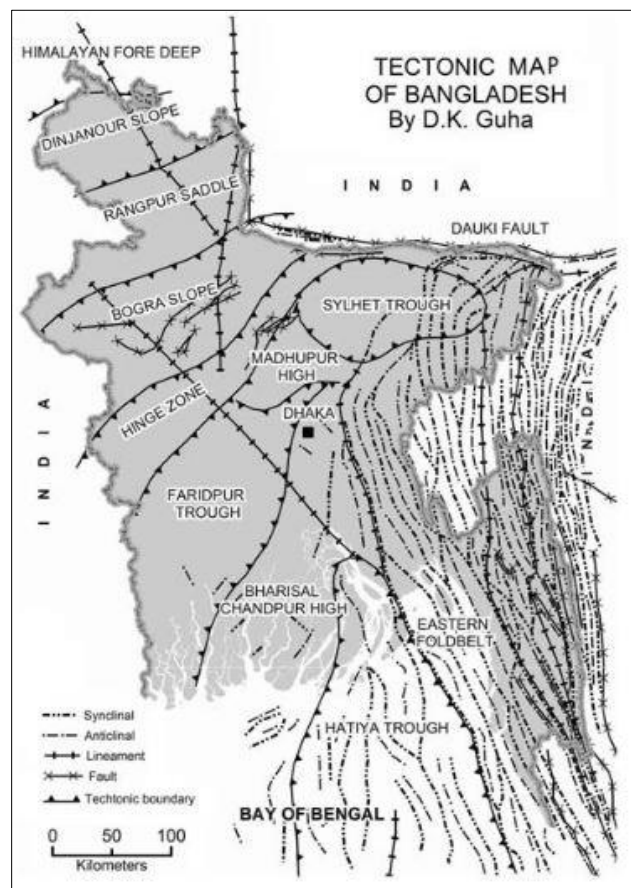 HIMALAYAN FORE DEEP
TECTONIC MAP
OF BANGLADESH
By D.K. Guha
DINJANOUR SLOPE
RANGPUR SADDLE
INDIA
DAUKI FAULT
BOGRA SLOPE
SYLHET TROUGH
MADHUPUR
HIGH
HINGE ZONE
DHAKA
INDIA
INDIA
FARIDPUR
TROUGH
BHARISAL
CHANDPUR HIGH
EASTERN
FOLDBELT
HATIYA TROUGH
BAY OF BENGAL
Synclinal
Anticlinal
Lineament
Fault
Techtonic boundary
0 50 100
Kilometers